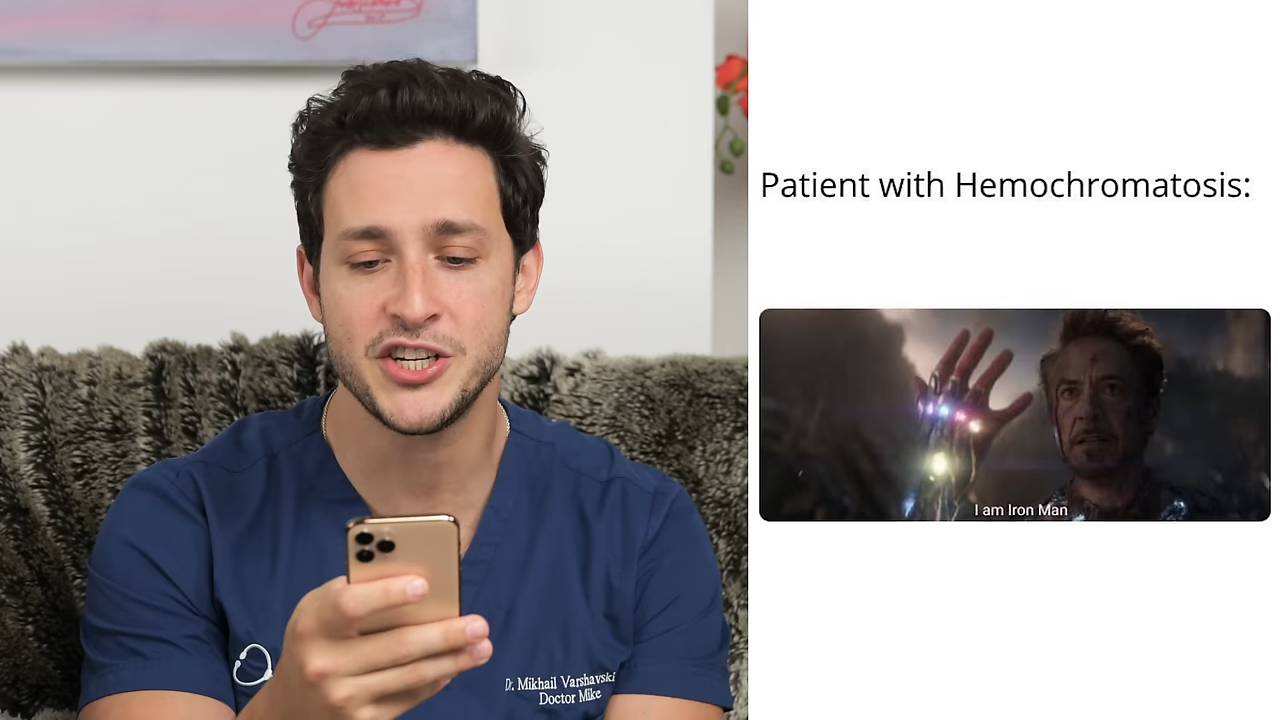 Patient with Hemochromatosis:
I am Iron Man
Dr. Mikhail Varshavski
Doctor Mike